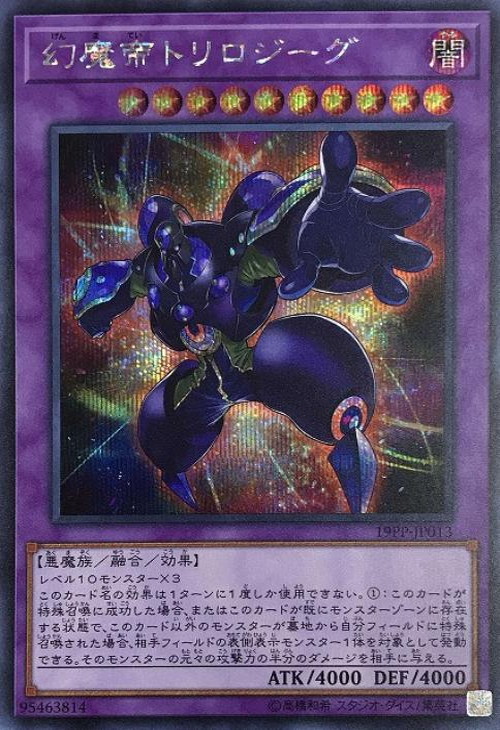 幻魔帝トリロジーグ
闇
19PP-JP013
【悪魔族／融合／効果】
レベル10モンスター×3
このカード名の効果は1ターンに1度しか使用できない。①：このカードが
特殊召喚に成功した場合、またはこのカードが既にモンスターゾーンに存在
する状態で、このカード以外のモンスターが墓地から自分フィールドに特殊
召喚された場合、相手フィールドの表側表示モンスター1体を対象として発動
できる。そのモンスターの元々の攻撃力の半分のダメージを相手に与える。
ATK/4000 DEF/4000
95463814
©高橋和希 スタジオ・ダイス/集英社